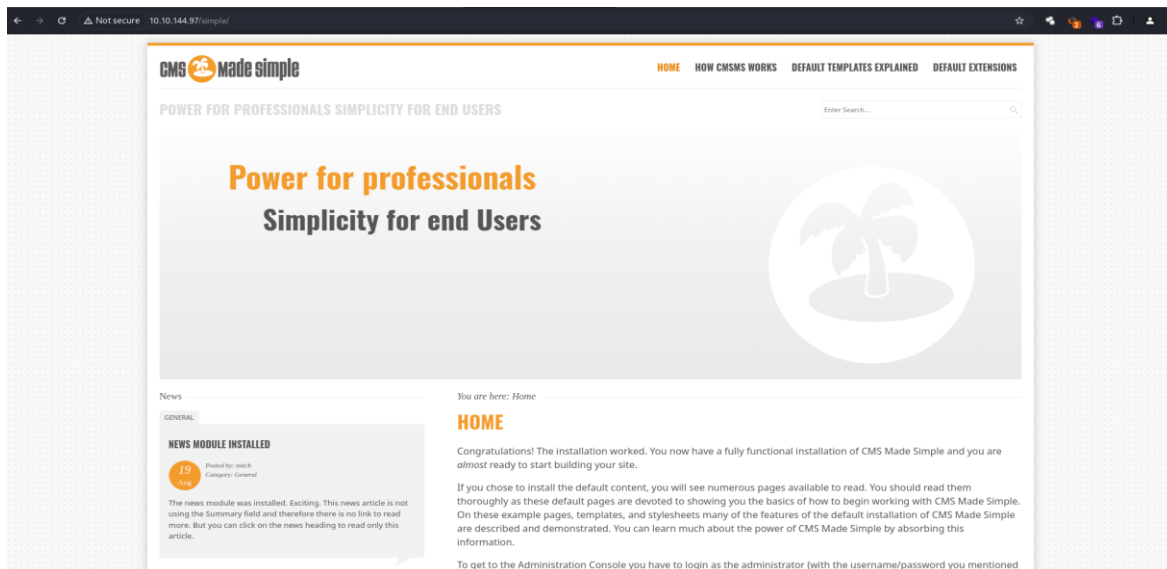 Not secure 10.10.144.97/simple/
2
6
CMS Made Simple
HOME HOW CMSMS WORKS DEFAULT TEMPLATES EXPLAINED DEFAULT EXTENSIONS
POWER FOR PROFESSIONALS SIMPLICITY FOR END USERS
Enter Search...
Power for professionals
Simplicity for end Users
News
GENERAL
NEWS MODULE INSTALLED
19
Aug
Posted by: mitch
Category: General
The news module was installed. Exciting. This news article is not
using the Summary field and therefore there is no link to read
more. But you can click on the news heading to read only this
article.
You are here: Home
HOME
Congratulations! The installation worked. You now have a fully functional installation of CMS Made Simple and you are
almost ready to start building your site.
If you chose to install the default content, you will see numerous pages available to read. You should read them
thoroughly as these default pages are devoted to showing you the basics of how to begin working with CMS Made Simple.
On these example pages, templates, and stylesheets many of the features of the default installation of CMS Made Simple
are described and demonstrated. You can learn much about the power of CMS Made Simple by absorbing this
information.
To get to the Administration Console you have to login as the administrator (with the username/password you mentioned